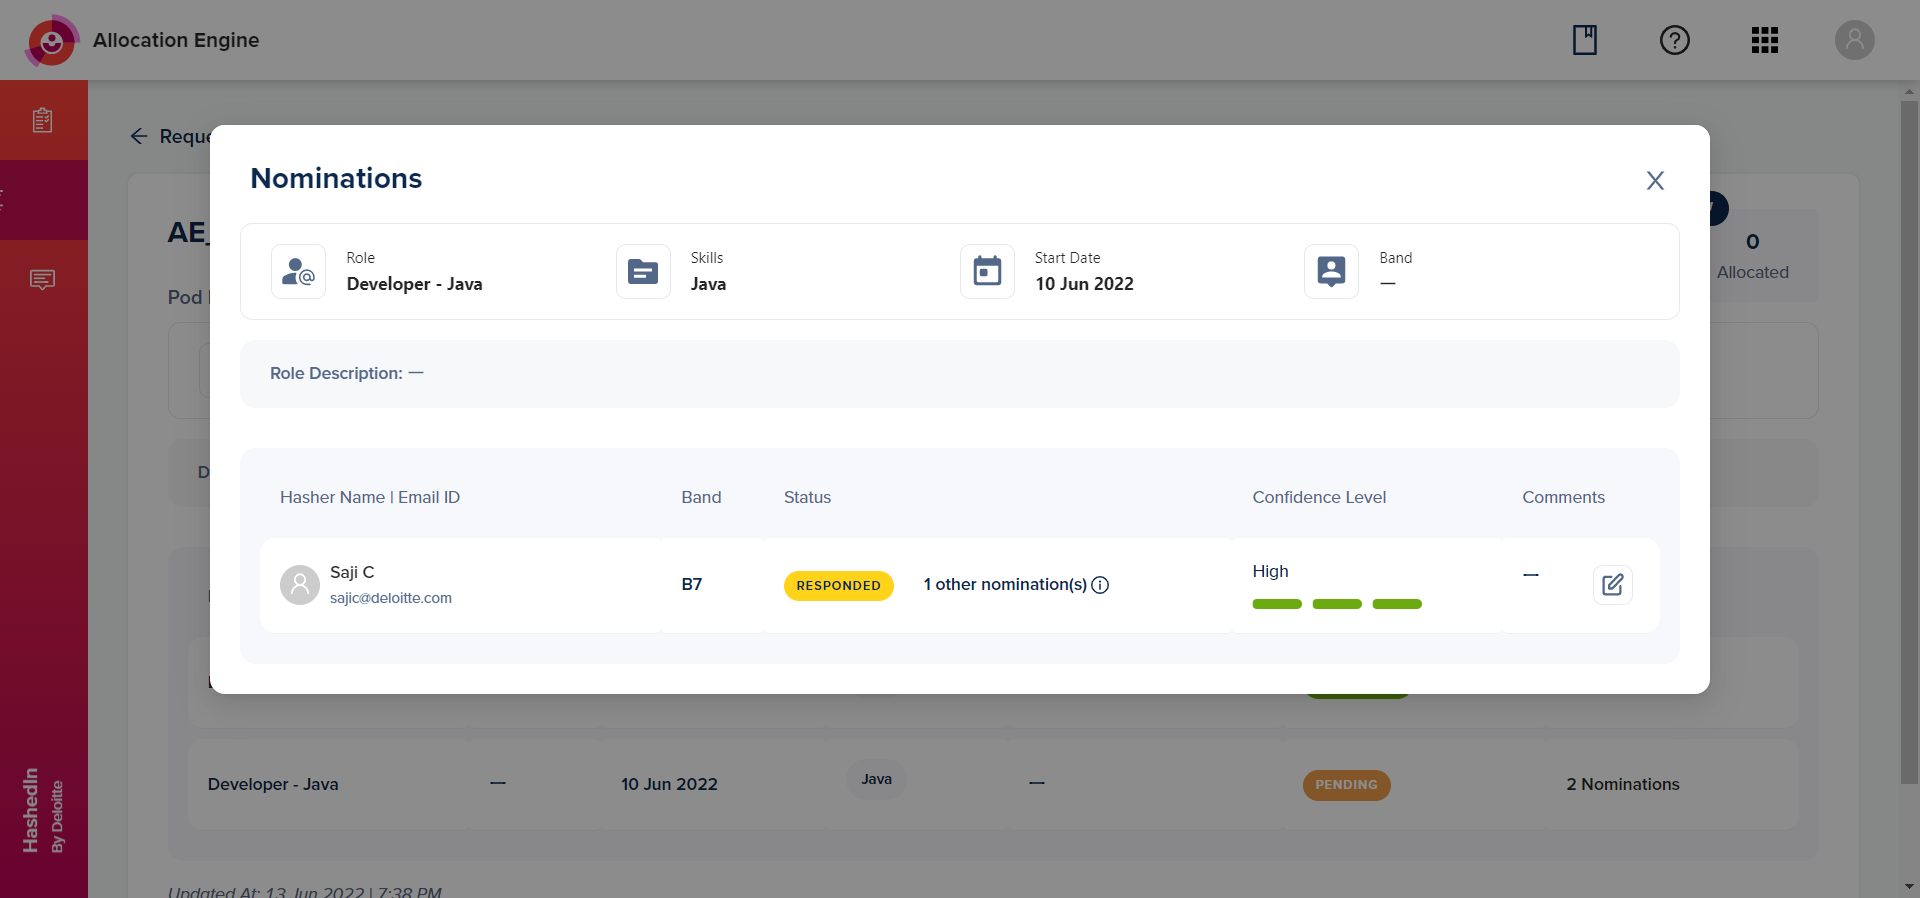 Allocation Engine
Reque
Nominations
X
AE_
0
Allocated
Role
Developer - Java
Skills
Java
Start Date
10 Jun 2022
Band
—
Pod
Role Description: —
D
Hasher Name | Email ID Band Status Confidence Level Comments
Saji C
sajic@deloitte.com
B7
RESPONDED
1 other nomination(s)
High
—
Developer - Java — 10 Jun 2022 Java — PENDING 2 Nominations
HashedIn
By Deloitte
Updated At: 13 Jun 2022 | 7:38 PM